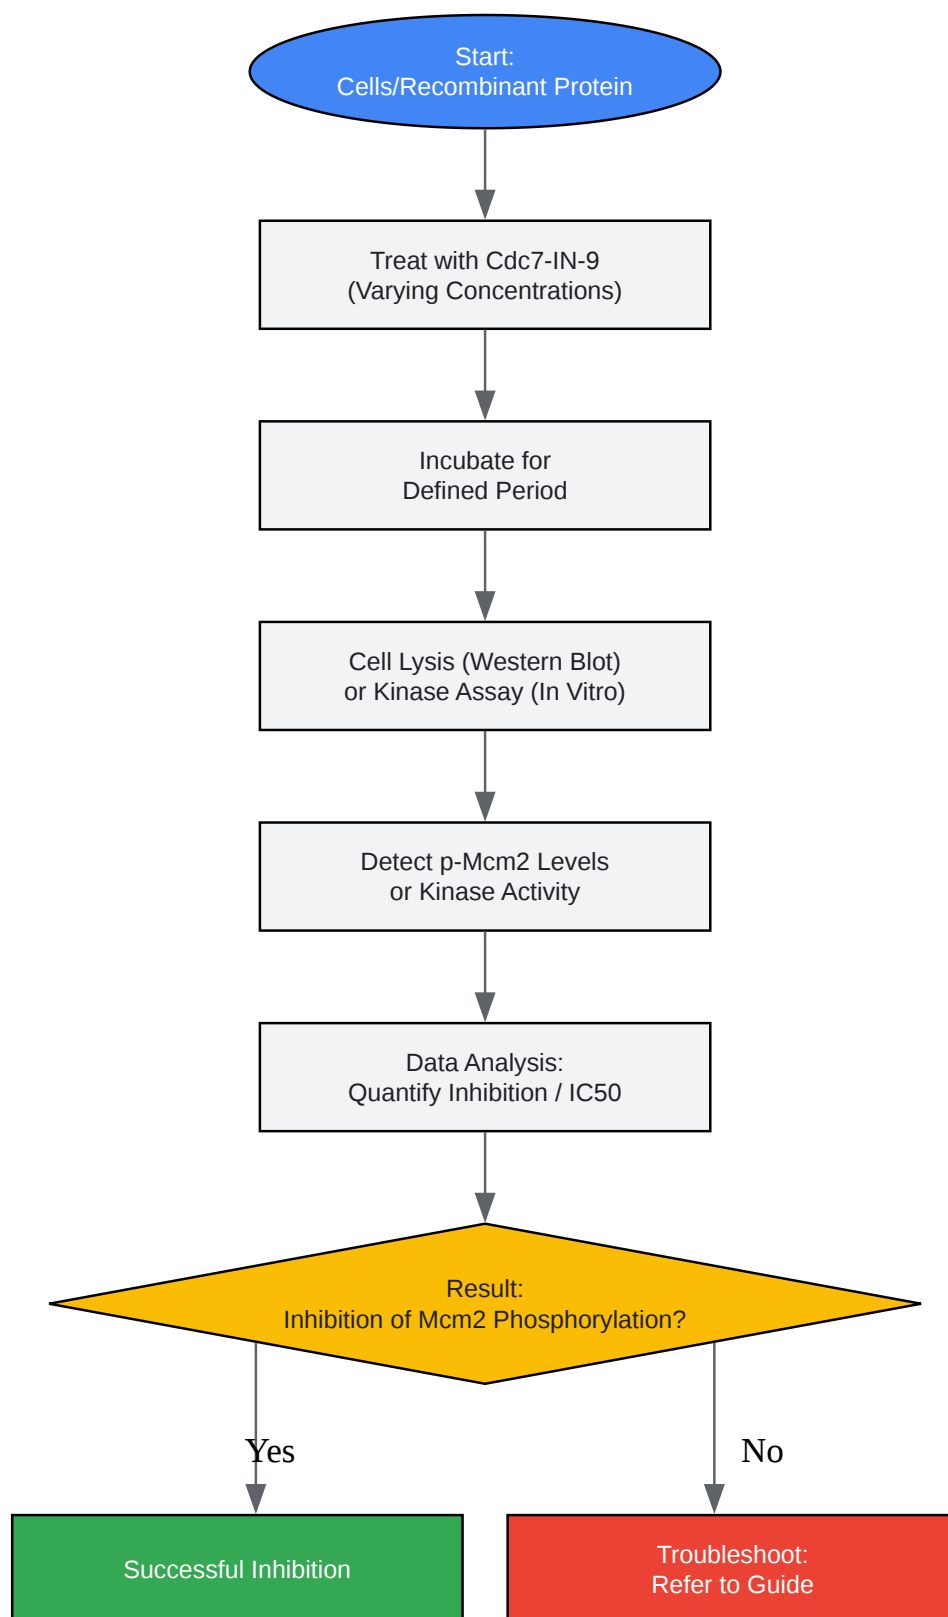 Start:
Cells/Recombinant Protein
Treat with Cdc7-IN-9
(Varying Concentrations)
Incubate for
Defined Period
Cell Lysis (Western Blot)
or Kinase Assay (In Vitro)
Detect p-Mcm2 Levels
or Kinase Activity
Data Analysis:
Quantify Inhibition / IC50
Result:
Inhibition of Mcm2 Phosphorylation?
Yes
No
Successful Inhibition
Troubleshoot:
Refer to Guide